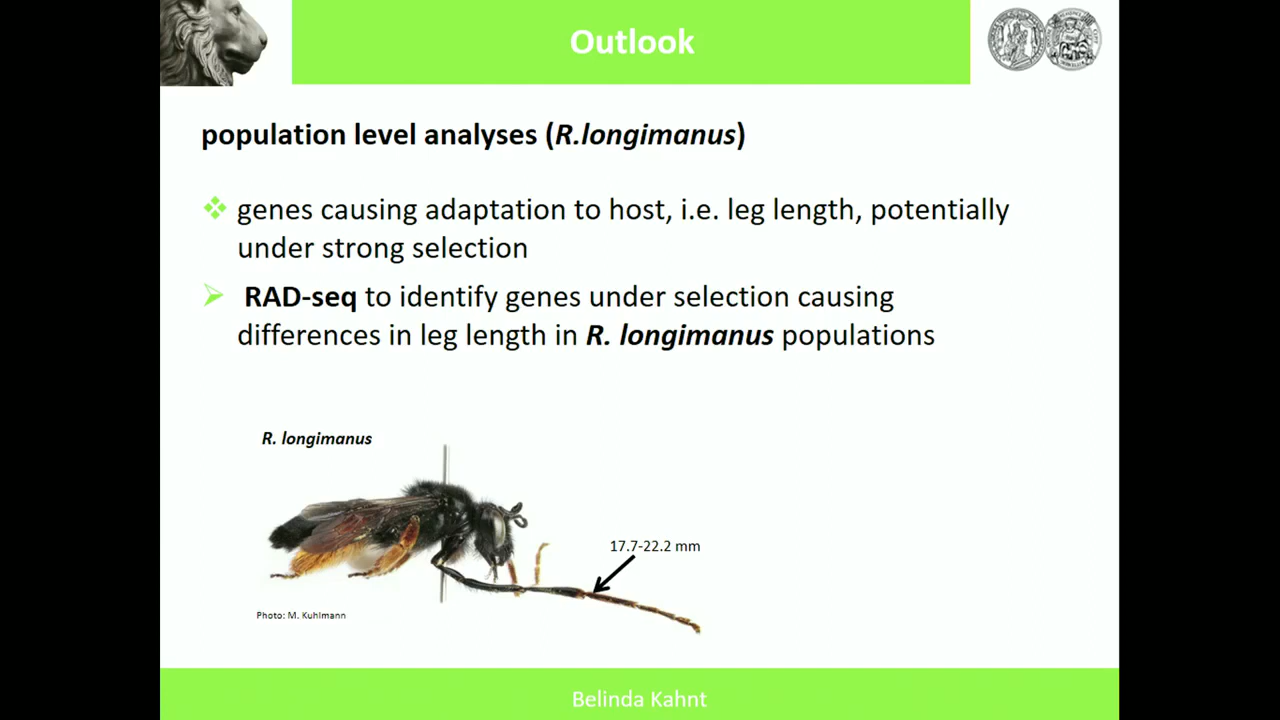 Outlook
population level analyses (R.longimanus)
genes causing adaptation to host, i.e. leg length, potentially
under strong selection
RAD-seq to identify genes under selection causing
differences in leg length in R. longimanus populations
R. longimanus
17.7-22.2 mm
Photo: M. Kuhlmann
Belinda Kahnt